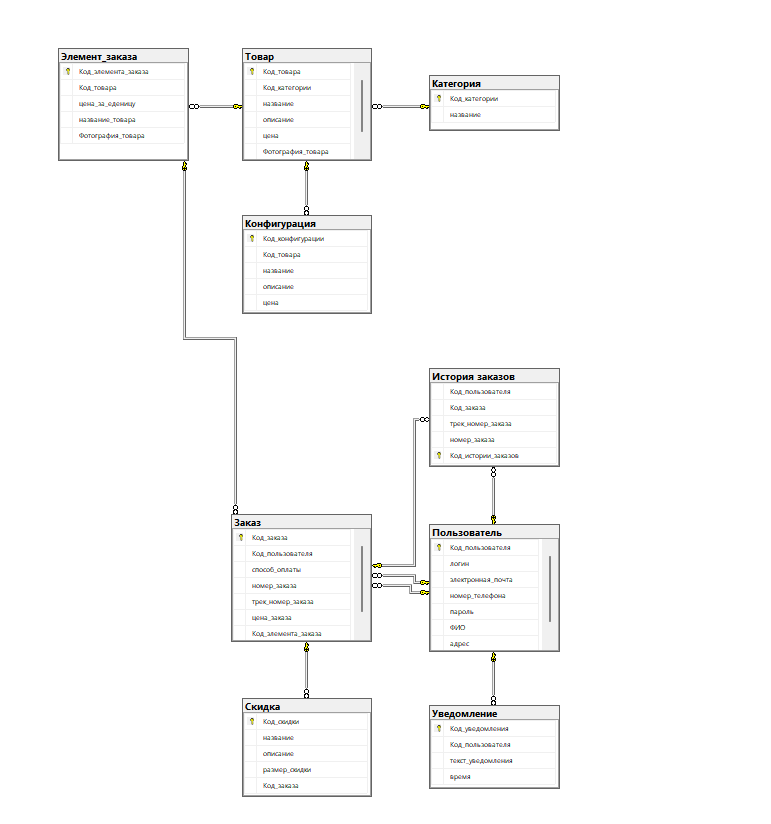 Элемент_заказа
Код_элемента_заказа
Код_товара
цена_за_еденицу
название_товара
Фотография_товара
Товар
Код_товара
Код_категории
название
описание
цена
Фотография_товара
Категория
Код_категории
название
Конфигурация
Код_конфигурации
Код_товара
название
описание
цена
История заказов
Код_пользователя
Код_заказа
трек_номер_заказа
номер_заказа
Код_истории_заказов
Заказ
Код_заказа
Код_пользователя
способ_оплаты
номер_заказа
трек_номер_заказа
цена_заказа
Код_элемента_заказа
Пользователь
Код_пользователя
логин
электронная_почта
номер_телефона
пароль
ФИО
адрес
Скидка
Код_скидки
название
описание
размер_скидки
Код_заказа
Уведомление
Код_уведомления
Код_пользователя
текст_уведомления
время